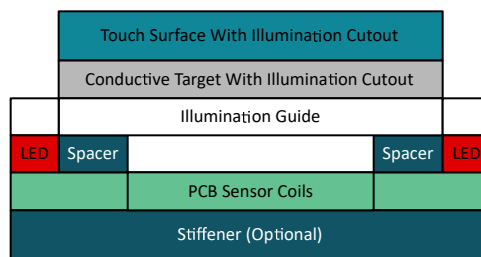 Touch Surface With Illumination Cutout
Conductive Target With Illumination Cutout
Illumination Guide
LED Spacer Spacer LED
PCB Sensor Coils
Stiffener (Optional)